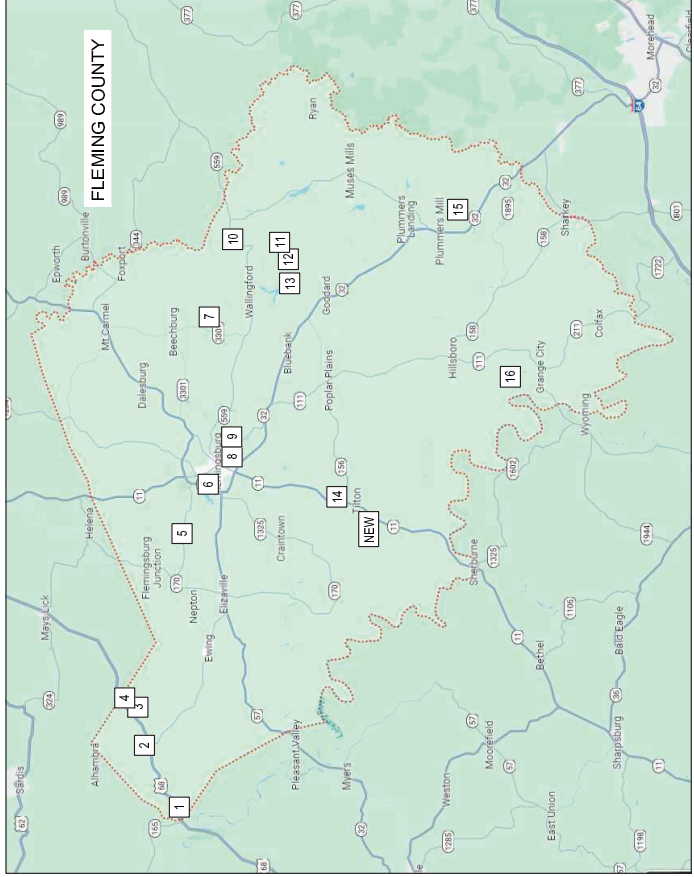 377
377
377
62
Sardis
324
Mays Lick
Epworth
989
989
Burtonville
FLEMING COUNTY
Helena
Alhambra
Mt Carmel
Foxport
344
4
3
2
11
Dalesburg
Flemingsburg
Junction
165
68
1
170
5
3301
Beechburg
Nepton
Ewing
6
7
3301
559
559
Elizaville
8
9
10
Wallingford
57
68
11
1325
32
Craintown
Bluebank
11
12
13
Pleasant Valley
111
Ryan
Poplar Plains
Goddard
170
14
156
32
Muses Mills
Myers
Tilton
NEW
32
11
Plummers
Landing
Plummers Mill
15
32
1285
Weston
57
Hillsboro
158
111
Sherburne
1325
Moorefield
57
11
1602
16
32
1895
Bethel
Grange City
158
East Union
1106
Wyoming
211
Colfax
Sharkey
377
57
1198
Sharpsburg
36
Bald Eagle
11
1944
1722
801
64
Morehead
32
Clearfield